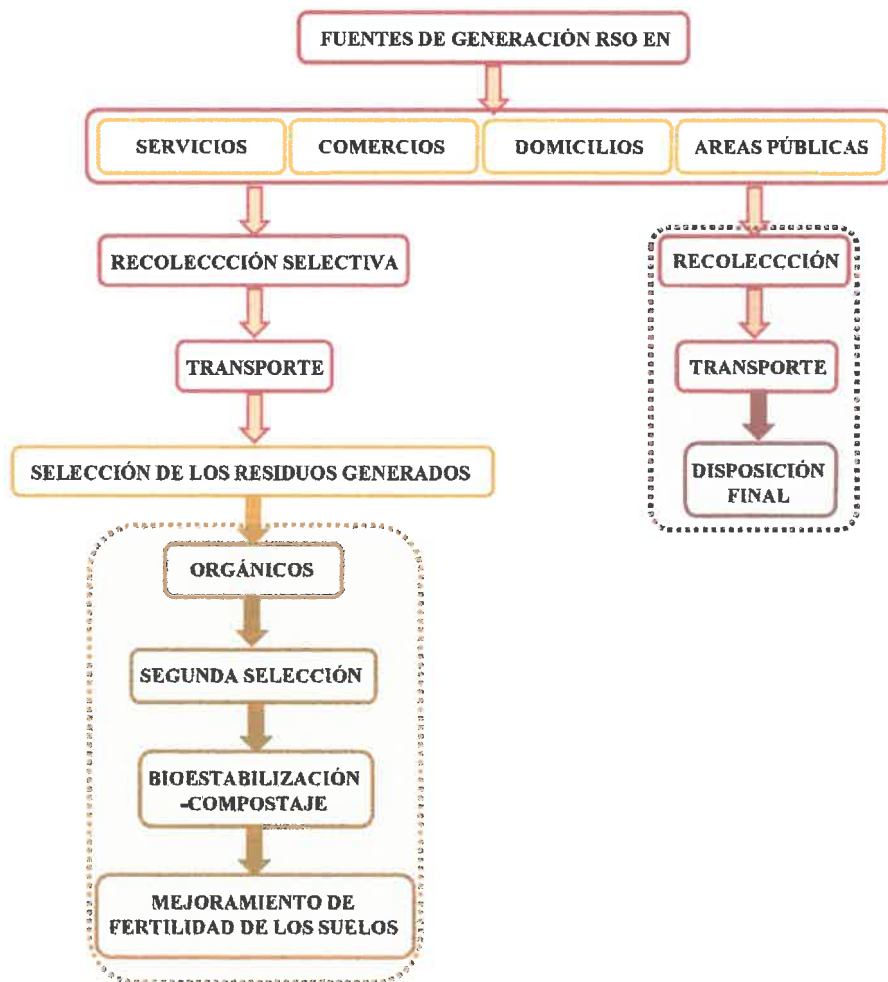 FUENTES DE GENERACIÓN RSO EN
SERVICIOS
COMERCIOS
DOMICILIOS
AREAS PÚBLICAS
RECOLECCCIÓN SELECTIVA
TRANSPORTE
SELECCIÓN DE LOS RESIDUOS GENERADOS
ORGÁNICOS
SEGUNDA SELECCIÓN
BIOESTABILIZACIÓN
-COMPOSTAJE
MEJORAMIENTO DE
FERTILIDAD DE LOS SUELOS
RECOLECCCIÓN
TRANSPORTE
DISPOSICIÓN
FINAL